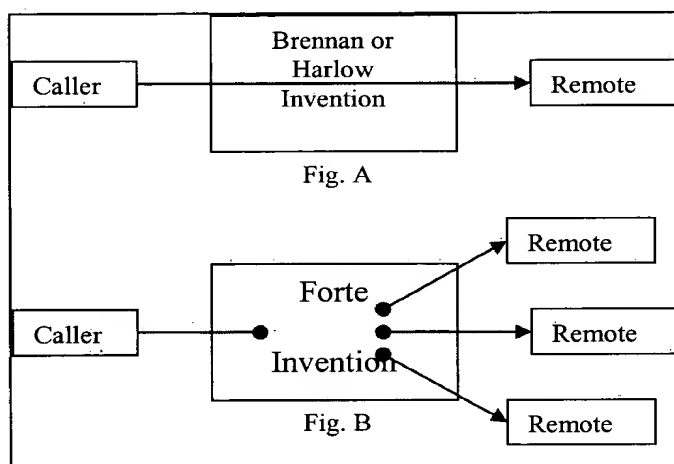 Brennan or
Harlow
Invention
Caller
Remote
Fig. A
Remote
Forte
Caller
Remote
Invention
Remote
Fig. B